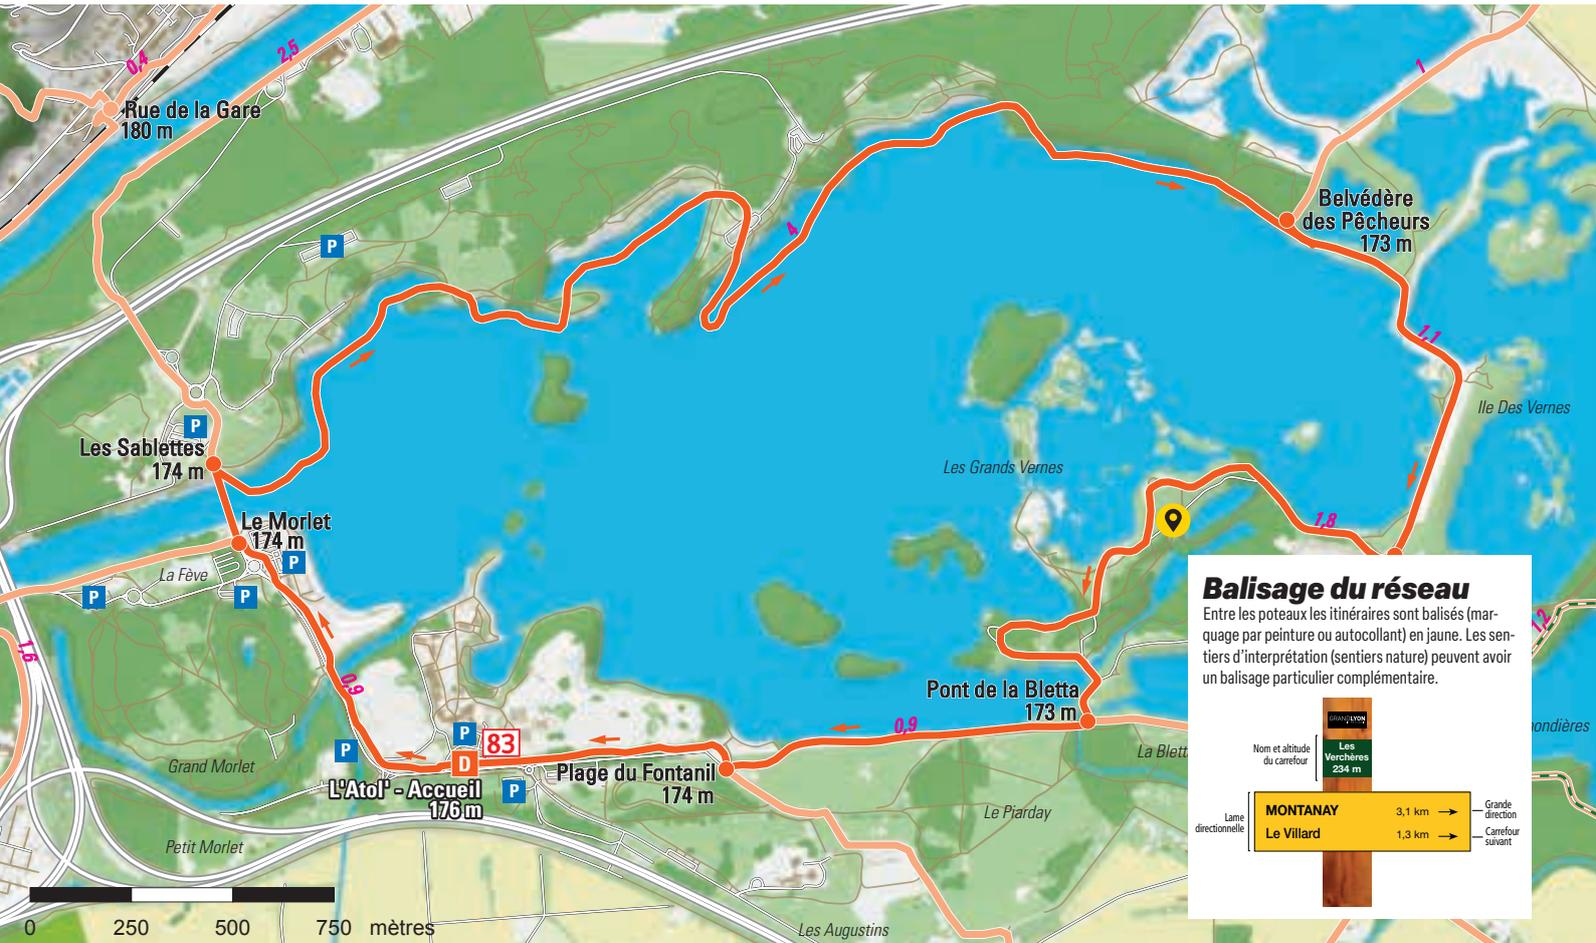 0,4
2,5
Rue de la Gare
180 m
1
Belvédère
des Pêcheurs
173 m
4
P
1,1
Ile Des Vernes
P
Les Sablettes
174 m
Les Grands Vernes
1,8
Le Morlet
174 m
P
La Fève
P
P
1,6
0,9
1,2
Pont de la Bletta
173 m
0,9
La Blett
ondières
P
83
D
P
Grand Morlet
L'Atol' - Accueil
176 m
P
Plage du Fontanil
174 m
Le Piarday
Petit Morlet
Les Augustins
0 250 500 750 mètres
Balisage du réseau
Entre les poteaux les itinéraires sont balisés (mar-
quage par peinture ou autocollant) en jaune. Les sen-
tiers d'interprétation (sentiers nature) peuvent avoir
un balisage particulier complémentaire.
GRANDLYON
Nom et altitude
du carrefour
Les
Verchères
234 m
Lame
directionnelle
MONTANAY 3,1 km
Le Villard 1,3 km
Grande
direction
Carrefour
suivant